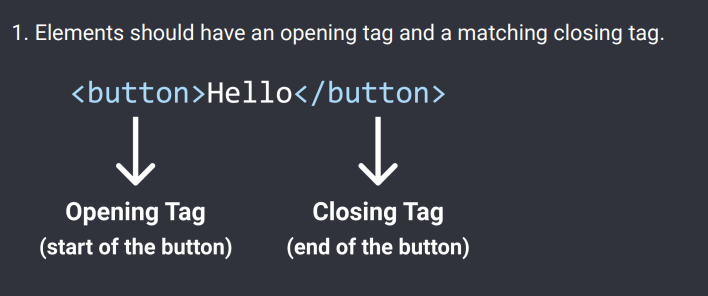 1. Elements should have an opening tag and a matching closing tag.
<button>Hello</button>
Opening Tag
(start of the button)
Closing Tag
(end of the button)